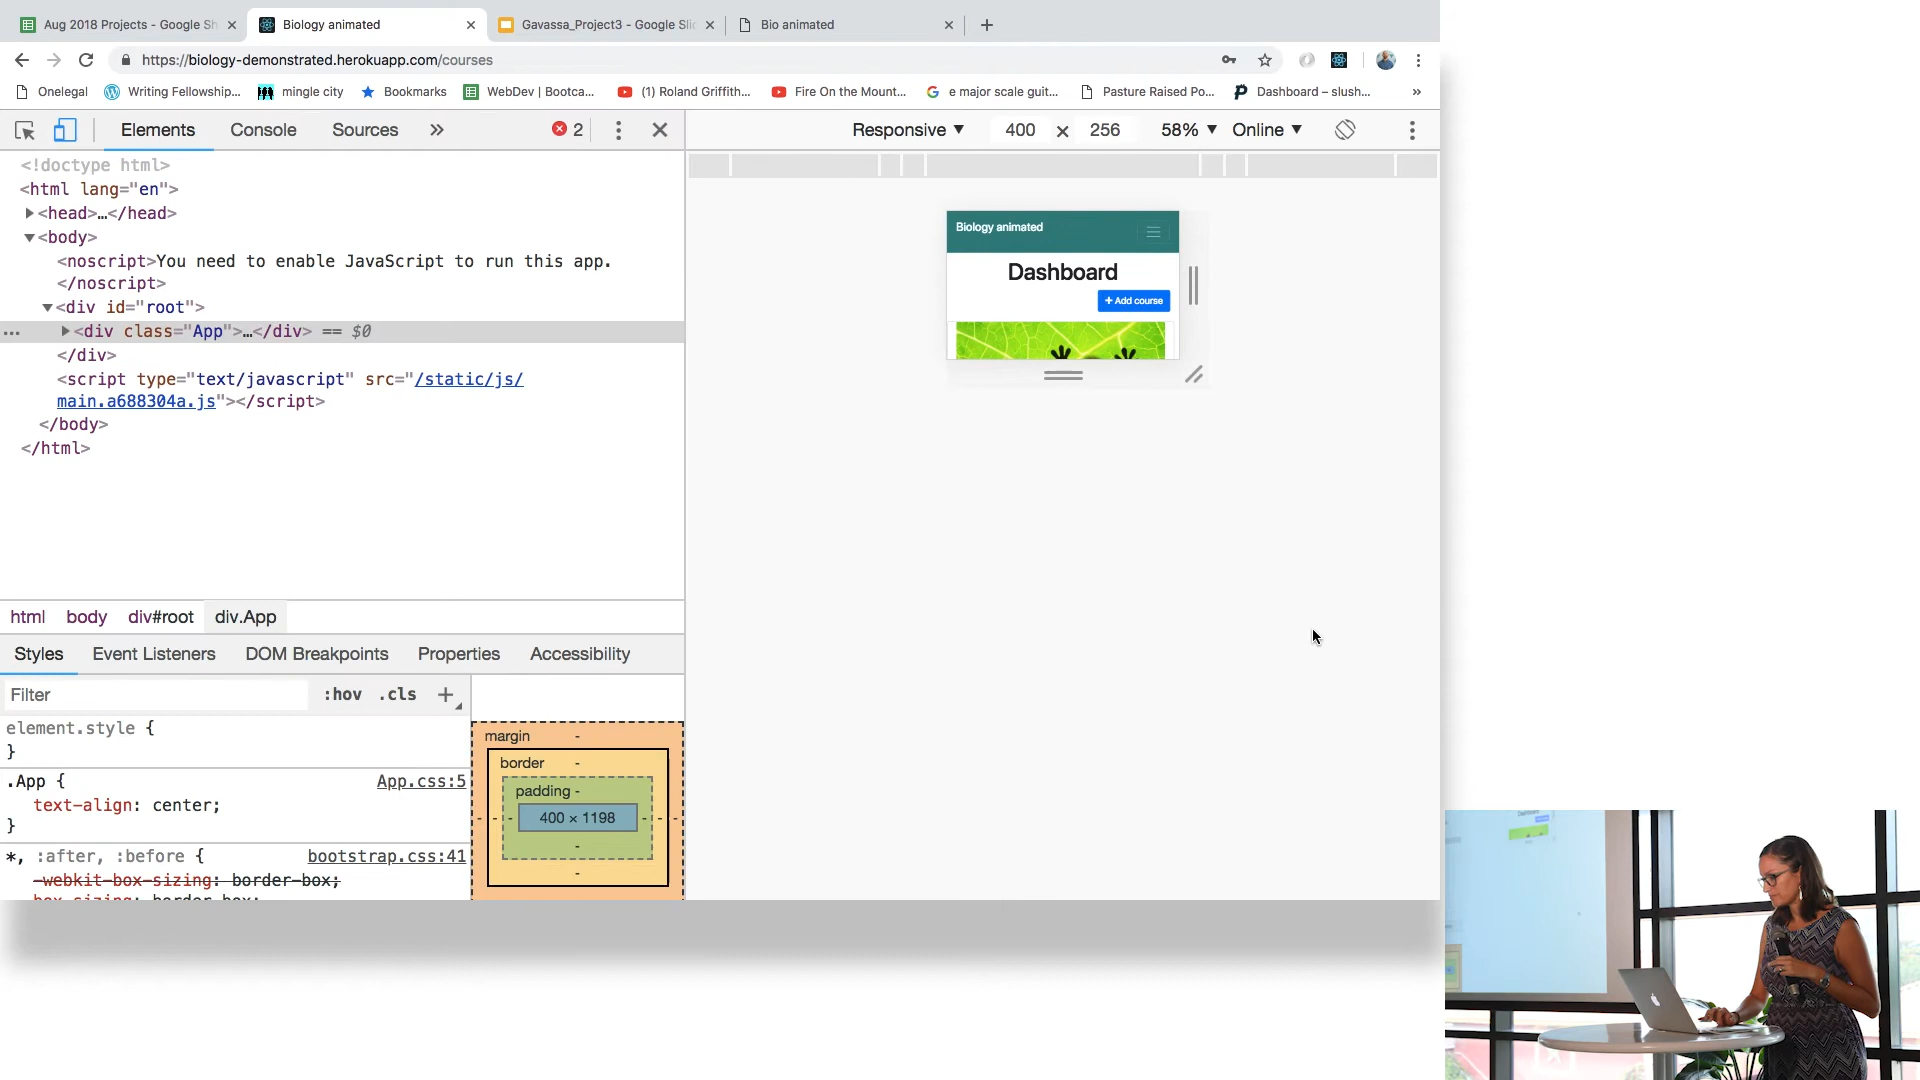 Aug 2018 Projects - Google Sh
Biology animated
Gavassa_Project3 - Google Slid
Bio animated
https://biology-demonstrated.herokuapp.com/courses
Onelegal
Writing Fellowship...
mingle city
Bookmarks
WebDev | Bootca...
(1) Roland Griffith...
Fire On the Mount...
e major scale guit...
Pasture Raised Po...
Dashboard – slush...
»
Elements
Console
Sources
»
2
Responsive ▼
400 × 256
58% ▼
Online ▼
<!doctype html>
<html lang="en">
<head>…</head>
<body>
<noscript>You need to enable JavaScript to run this app.
</noscript>
<div id="root">
... <div class="App">…</div> == $0
</div>
<script type="text/javascript" src="/static/js/
main.a688304a.js"></script>
</body>
</html>
Biology animated
Dashboard
+ Add course
html body div#root div.App
Styles
Event Listeners
DOM Breakpoints
Properties
Accessibility
Filter
:hov .cls +
element.style {
}
.App { App.css:5
text-align: center;
}
*, :after, :before { bootstrap.css:41
-webkit-box-sizing: border-box;
box-sizing: border-box;
margin -
border -
padding -
- - - 400 × 1198 - - -
-
-